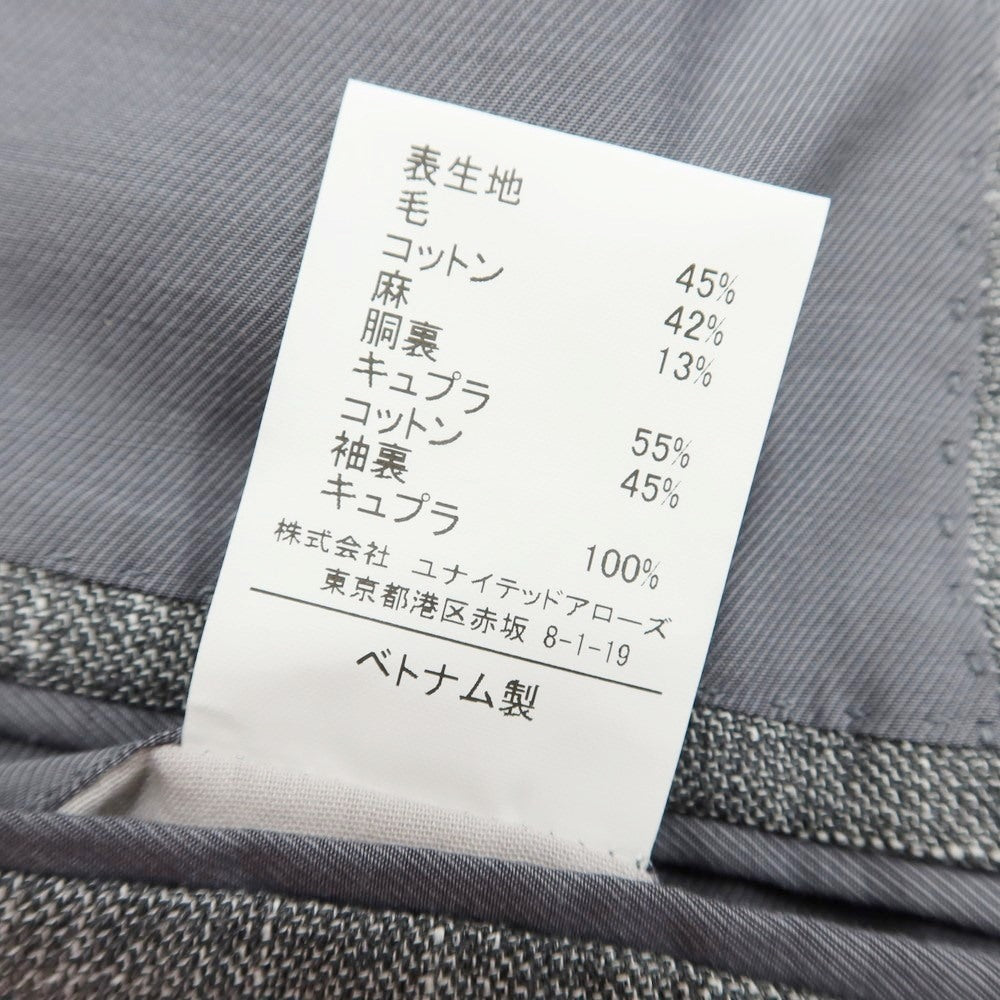 表生地
毛 45%
コットン 42%
麻 13%
胴裏
キュプラ 55%
コットン 45%
袖裏
キュプラ 100%
株式会社 ユナイテッドアローズ
東京都港区赤坂 8-1-19
ベトナム製